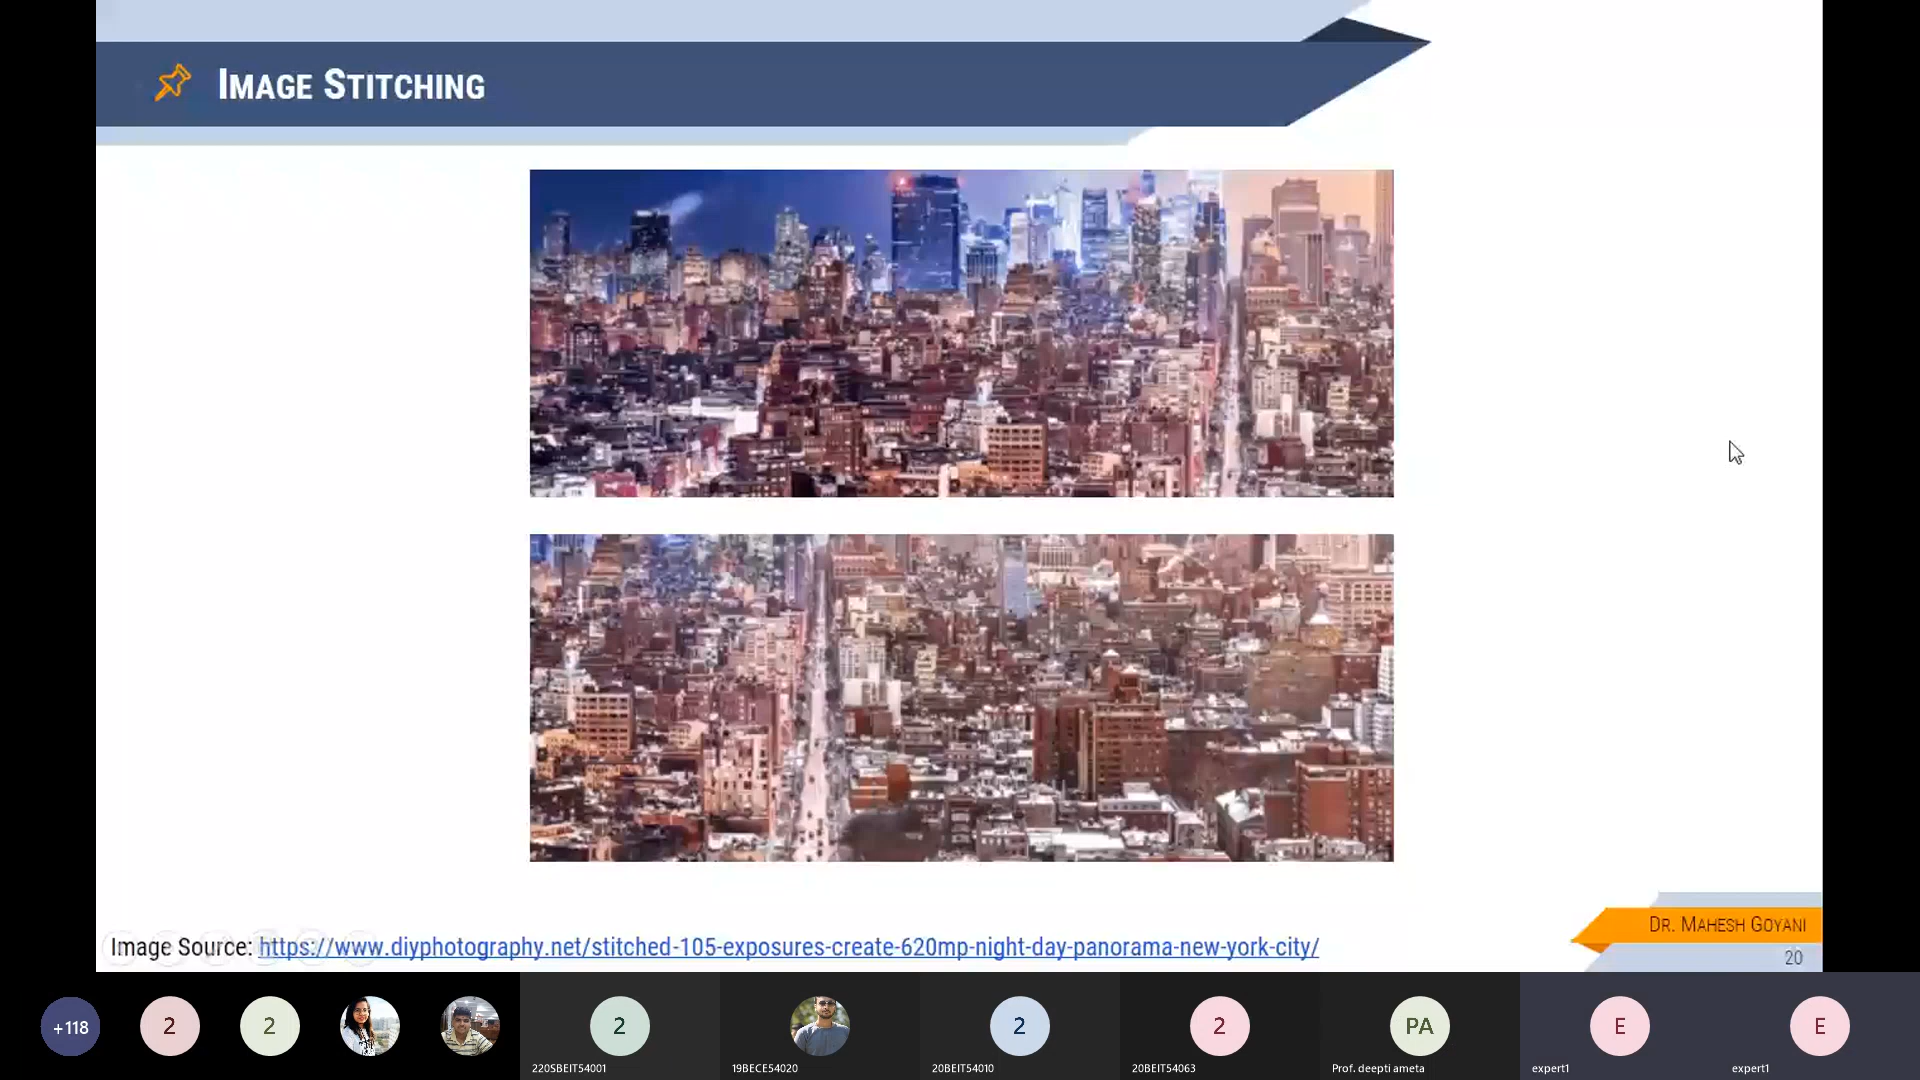 IMAGE STITCHING
Image Source: https://www.diyphotography.net/stitched-105-exposures-create-620mp-night-day-panorama-new-york-city/
DR. MAHESH GOYANI
20
+118
2
2
2
2
2
PA
E
E
220SBEIT54001
19BECE54020
20BEIT54010
20BEIT54063
Prof. deepti ameta
expert1
expert1